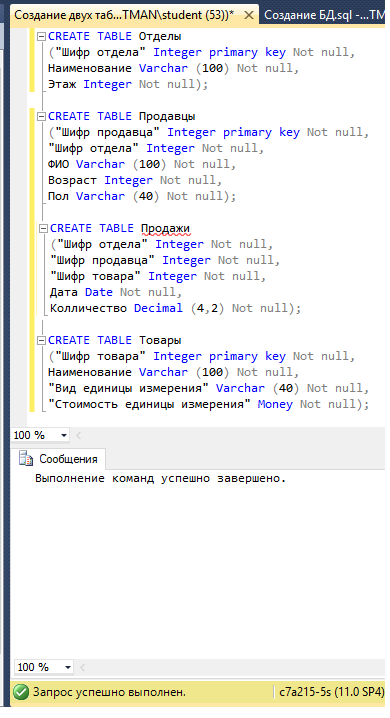 Создание двух таб...TMAN\student (53))* Создание БД.sql -...TM
CREATE TABLE Отделы
("Шифр отдела" Integer primary key Not null,
Наименование Varchar (100) Not null,
Этаж Integer Not null);
CREATE TABLE Продавцы
("Шифр продавца" Integer primary key Not null,
"Шифр отдела" Integer Not null,
ФИО Varchar (100) Not null,
Возраст Integer Not null,
Пол Varchar (40) Not null);
CREATE TABLE Продажи
("Шифр отдела" Integer Not null,
"Шифр продавца" Integer Not null,
"Шифр товара" Integer Not null,
Дата Date Not null,
Колличество Decimal (4,2) Not null);
CREATE TABLE Товары
("Шифр товара" Integer primary key Not null,
Наименование Varchar (100) Not null,
"Вид единицы измерения" Varchar (40) Not null,
"Стоимость единицы измерения" Money Not null);
100 %
Сообщения
Выполнение команд успешно завершено.
100 %
Запрос успешно выполнен. c7a215-5s (11.0 SP4)